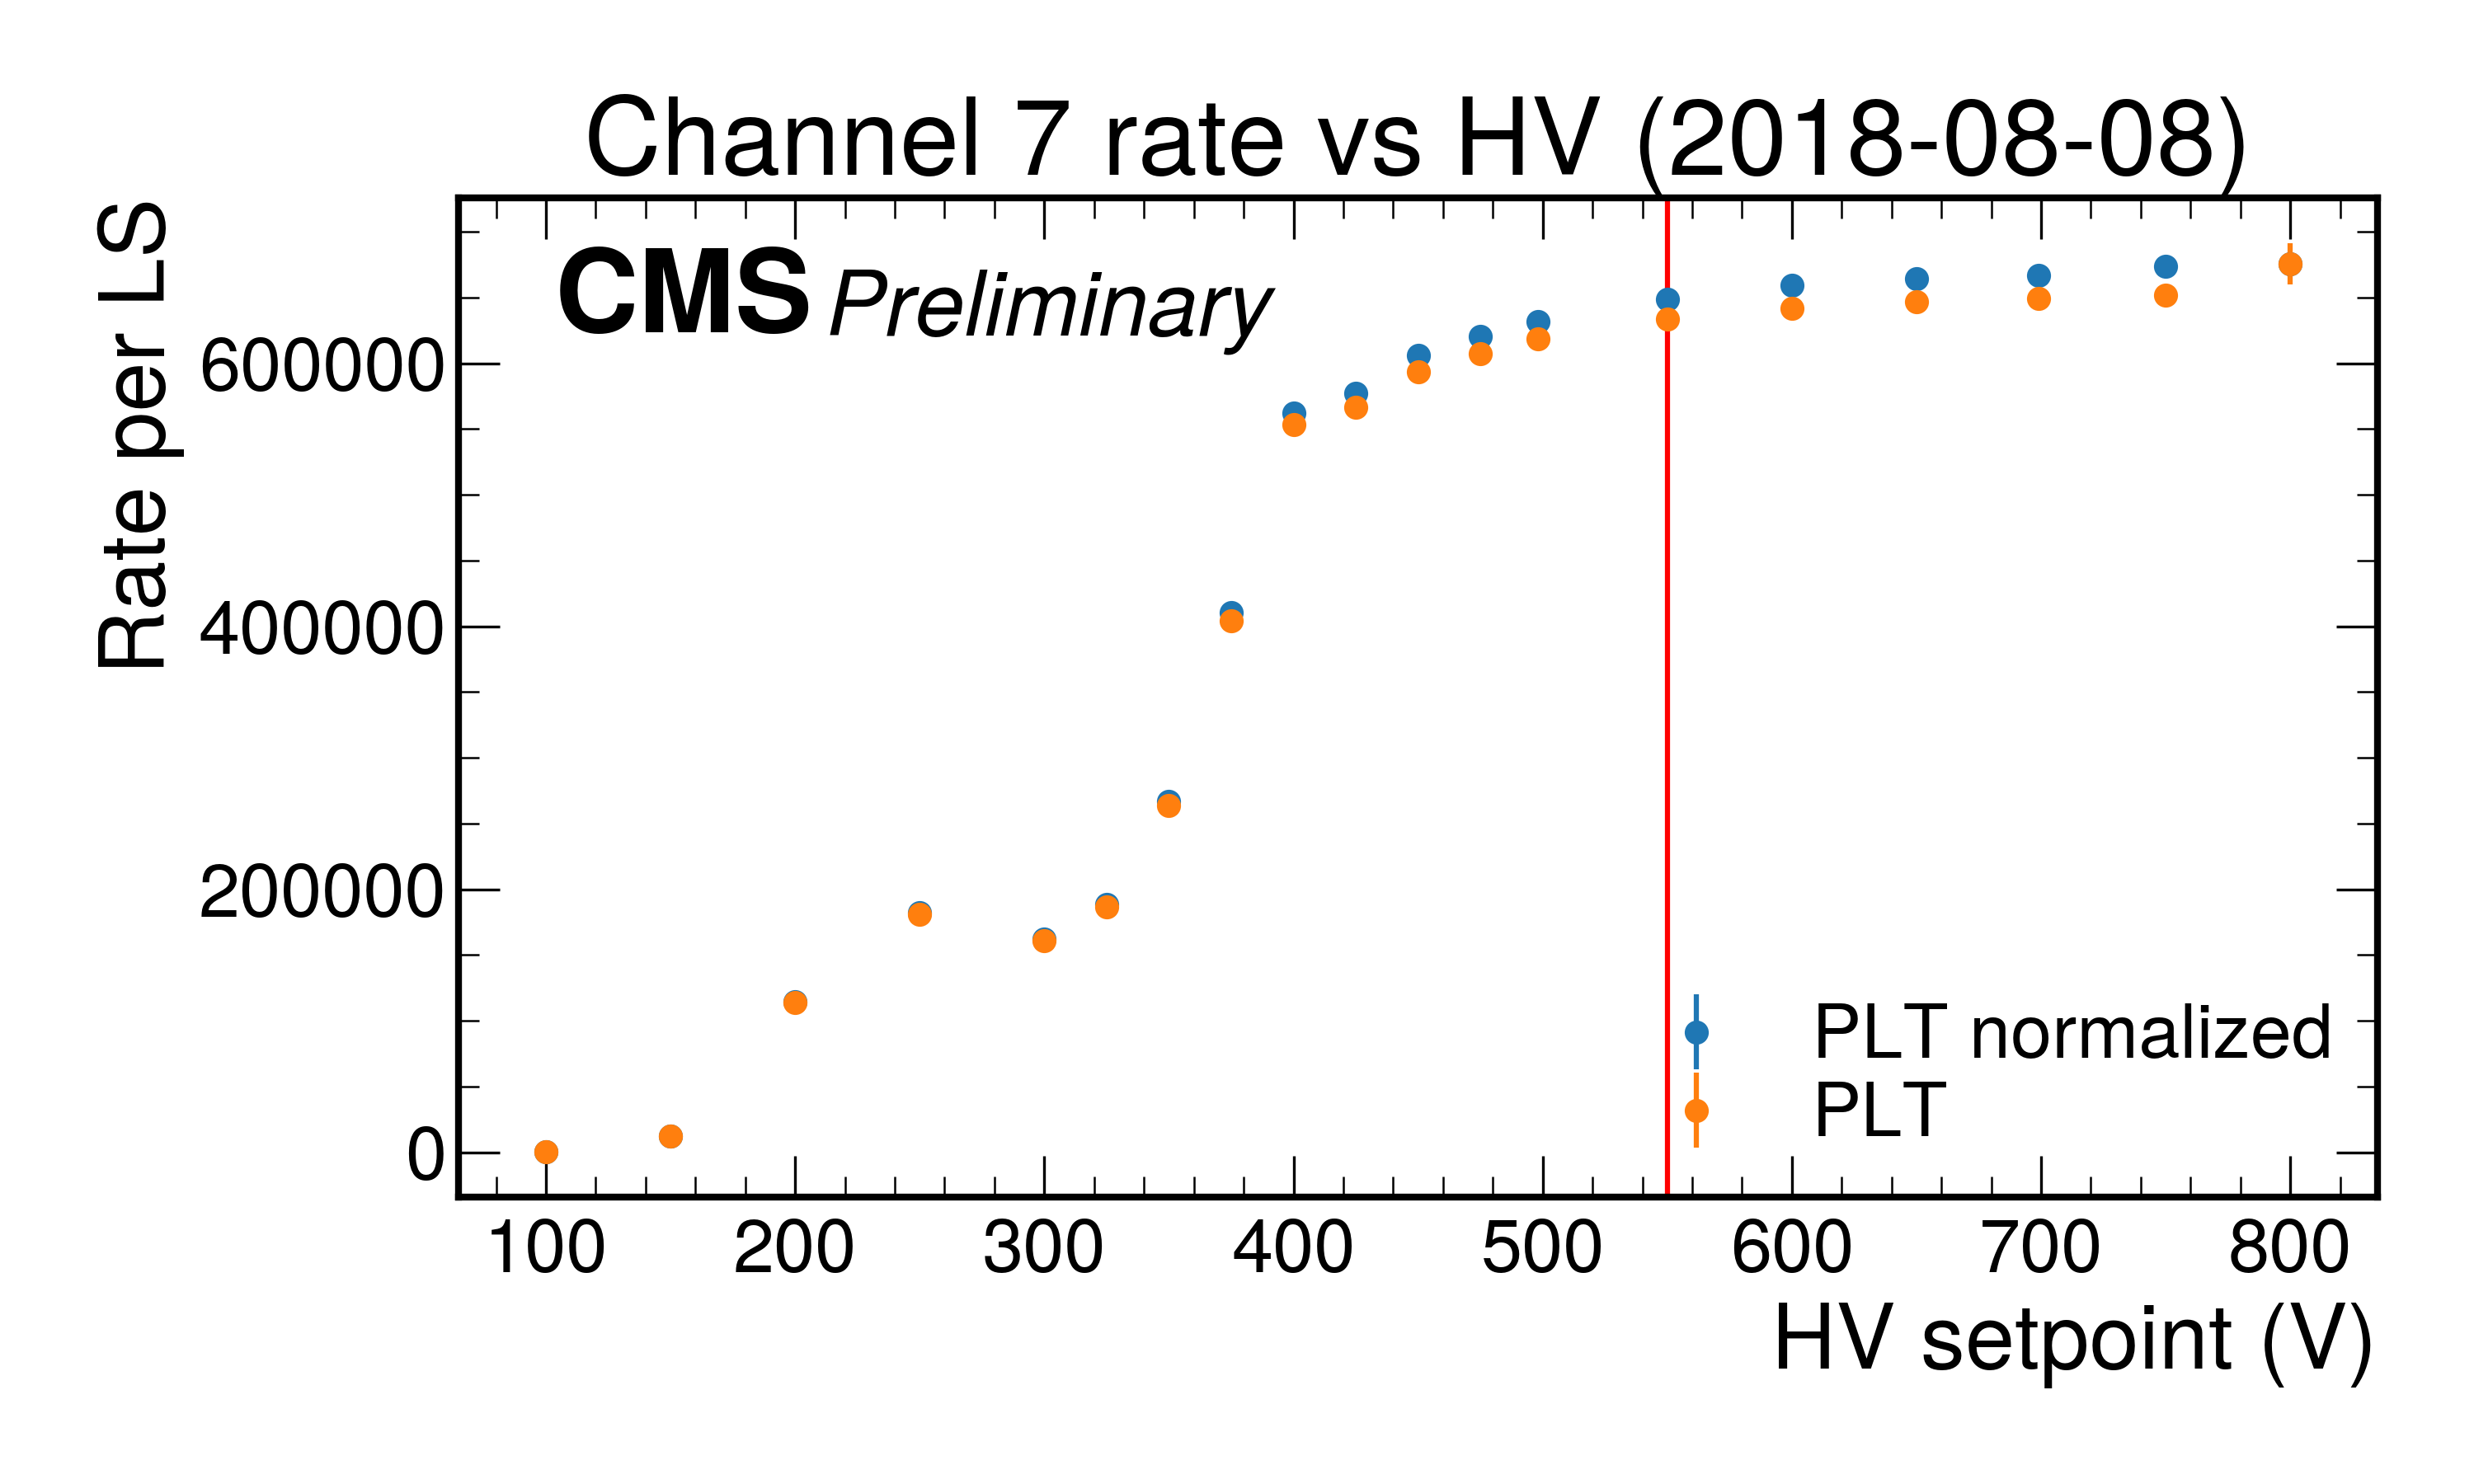 Channel 7 rate vs HV (2018-08-08)
CMS Preliminary
Rate per LS
600000
400000
200000
0
PLT normalized
PLT
100 200 300 400 500 600 700 800
HV setpoint (V)